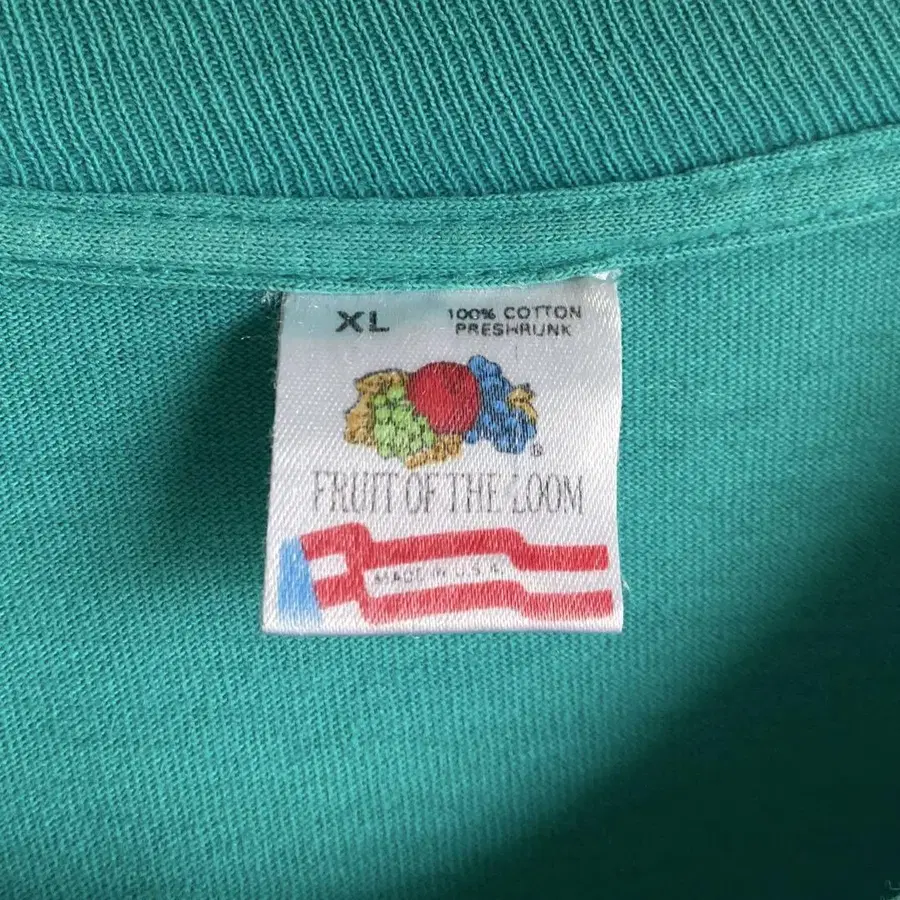 XL
100% COTTON
PRESHRUNK
®
FRUIT OF THE LOOM
MADE IN U.S.A.